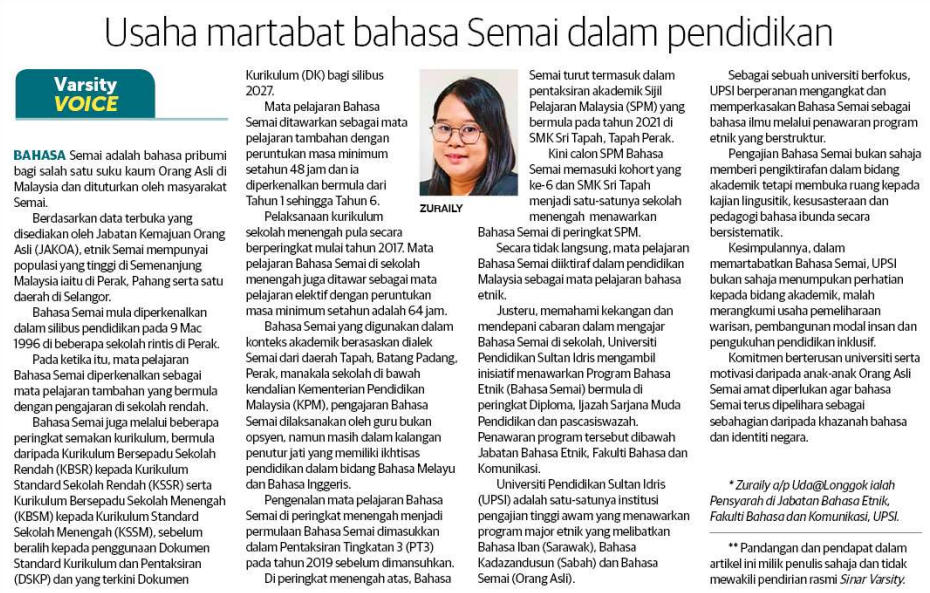 Usaha martabat bahasa Semai dalam pendidikan
Varsity
VOICE
BAHASA Semai adalah bahasa pribumi
bagi salah satu suku kaum Orang Asli di
Malaysia dan dituturkan oleh masyarakat
Semai.
Berdasarkan data terbuka yang
disediakan oleh Jabatan Kemajuan Orang
Asli (JAKOA), etnik Semai mempunyai
populasi yang tinggi di Semenanjung
Malaysia iaitu di Perak, Pahang serta satu
daerah di Selangor.
Bahasa Semai mula diperkenalkan
dalam silibus pendidikan pada 9 Mac
1996 di beberapa sekolah rintis di Perak.
Pada ketika itu, mata pelajaran
Bahasa Semai diperkenalkan sebagai
mata pelajaran tambahan yang bermula
dengan pengajaran di sekolah rendah.
Bahasa Semai juga melalui beberapa
peringkat semakan kurikulum, bermula
daripada Kurikulum Bersepadu Sekolah
Rendah (KBSR) kepada Kurikulum
Standard Sekolah Rendah (KSSR) serta
Kurikulum Bersepadu Sekolah Menengah
(KBSM) kepada Kurikulum Standard
Sekolah Menengah (KSSM), sebelum
beralih kepada penggunaan Dokumen
Standard Kurikulum dan Pentaksiran
(DSKP) dan yang terkini Dokumen
Kurikulum (DK) bagi silibus
2027.
Mata pelajaran Bahasa
Semai ditawarkan sebagai mata
pelajaran tambahan dengan
peruntukan masa minimum
setahun 48 jam dan ia
diperkenalkan bermula dari
Tahun 1 sehingga Tahun 6.
Pelaksanaan kurikulum
sekolah menengah pula secara
berperingkat mulai tahun 2017. Mata
pelajaran Bahasa Semai di sekolah
menengah juga ditawar sebagai mata
pelajaran elektif dengan peruntukan
masa minimum setahun adalah 64 jam.
Bahasa Semai yang digunakan dalam
konteks akademik berasaskan dialek
Semai dari daerah Tapah, Batang Padang,
Perak, manakala sekolah di bawah
kendalian Kementerian Pendidikan
Malaysia (KPM), pengajaran Bahasa
Semai dilaksanakan oleh guru bukan
opsyen, namun masih dalam kalangan
penutur jati yang memiliki ikhtisas
pendidikan dalam bidang Bahasa Melayu
dan Bahasa Inggeris.
Pengenalan mata pelajaran Bahasa
Semai di peringkat menengah menjadi
permulaan Bahasa Semai dimasukkan
dalam Pentaksiran Tingkatan 3 (PT3)
pada tahun 2019 sebelum dimansuhkan.
Di peringkat menengah atas, Bahasa
ZURAILY
Semai turut termasuk dalam
pentaksiran akademik Sijil
Pelajaran Malaysia (SPM) yang
bermula pada tahun 2021 di
SMK Sri Tapah, Tapah Perak.
Kini calon SPM Bahasa
Semai memasuki kohort yang
ke-6 dan SMK Sri Tapah
menjadi satu-satunya sekolah
menengah menawarkan
Bahasa Semai di peringkat SPM.
Secara tidak langsung, mata pelajaran
Bahasa Semai diiktiraf dalam pendidikan
Malaysia sebagai mata pelajaran bahasa
etnik.
Justeru, memahami kekangan dan
mendepani cabaran dalam mengajar
Bahasa Semai di sekolah, Universiti
Pendidikan Sultan Idris mengambil
inisiatif menawarkan Program Bahasa
Etnik (Bahasa Semai) bermula di
peringkat Diploma, Ijazah Sarjana Muda
Pendidikan dan pascasiswazah.
Penawaran program tersebut dibawah
Jabatan Bahasa Etnik, Fakulti Bahasa dan
Komunikasi.
Universiti Pendidikan Sultan Idris
(UPSI) adalah satu-satunya institusi
pengajian tinggi awam yang menawarkan
program major etnik yang melibatkan
Bahasa Iban (Sarawak), Bahasa
Kadazandusun (Sabah) dan Bahasa
Semai (Orang Asli).
Sebagai sebuah universiti berfokus,
UPSI berperanan mengangkat dan
memperkasakan Bahasa Semai sebagai
bahasa ilmu melalui penawaran program
etnik yang berstruktur.
Pengajian Bahasa Semai bukan sahaja
memberi pengiktirafan dalam bidang
akademik tetapi membuka ruang kepada
kajian lingusitik, kesusasteraan dan
pedagogi bahasa ibunda secara
bersistematik.
Kesimpulannya, dalam
memartabatkan Bahasa Semai, UPSI
bukan sahaja menumpukan perhatian
kepada bidang akademik, malah
merangkumi usaha pemeliharaan
warisan, pembangunan modal insan dan
pengukuhan pendidikan inklusif.
Komitmen berterusan universiti serta
motivasi daripada anak-anak Orang Asli
Semai amat diperlukan agar bahasa
Semai terus dipelihara sebagai
sebahagian daripada khazanah bahasa
dan identiti negara.
* Zuraily a/p Uda@Longgok ialah
Pensyarah di Jabatan Bahasa Etnik,
Fakulti Bahasa dan Komunikasi, UPSI.
** Pandangan dan pendapat dalam
artikel ini milik penulis sahaja dan tidak
mewakili pendirian rasmi Sinar Varsity.